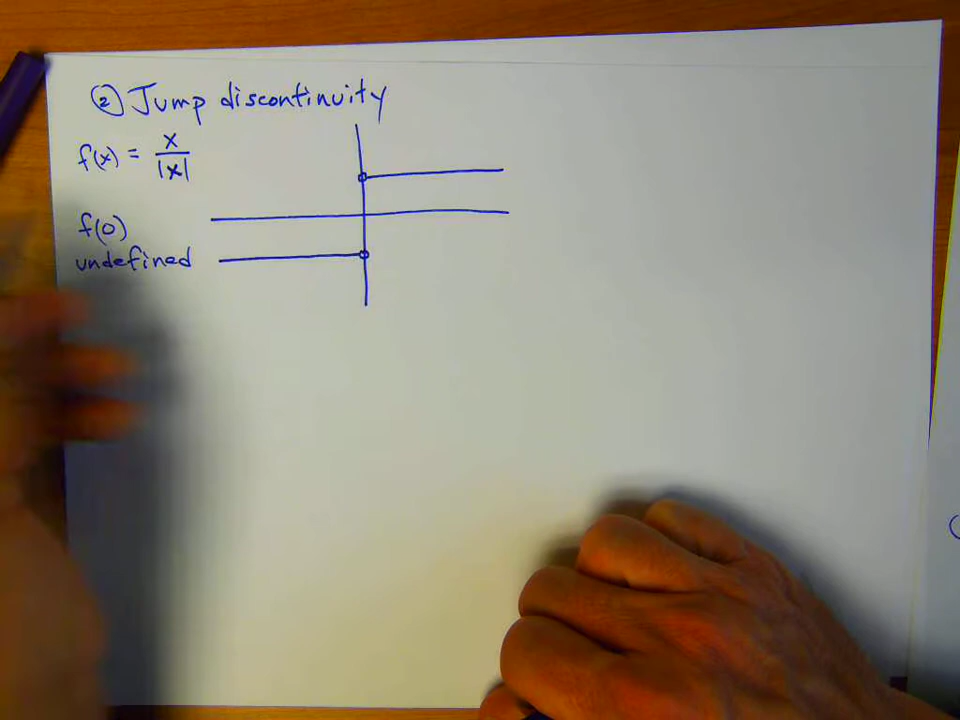 ② Jump discontinuity
f(x) = x/|x|
f(0)
undefined